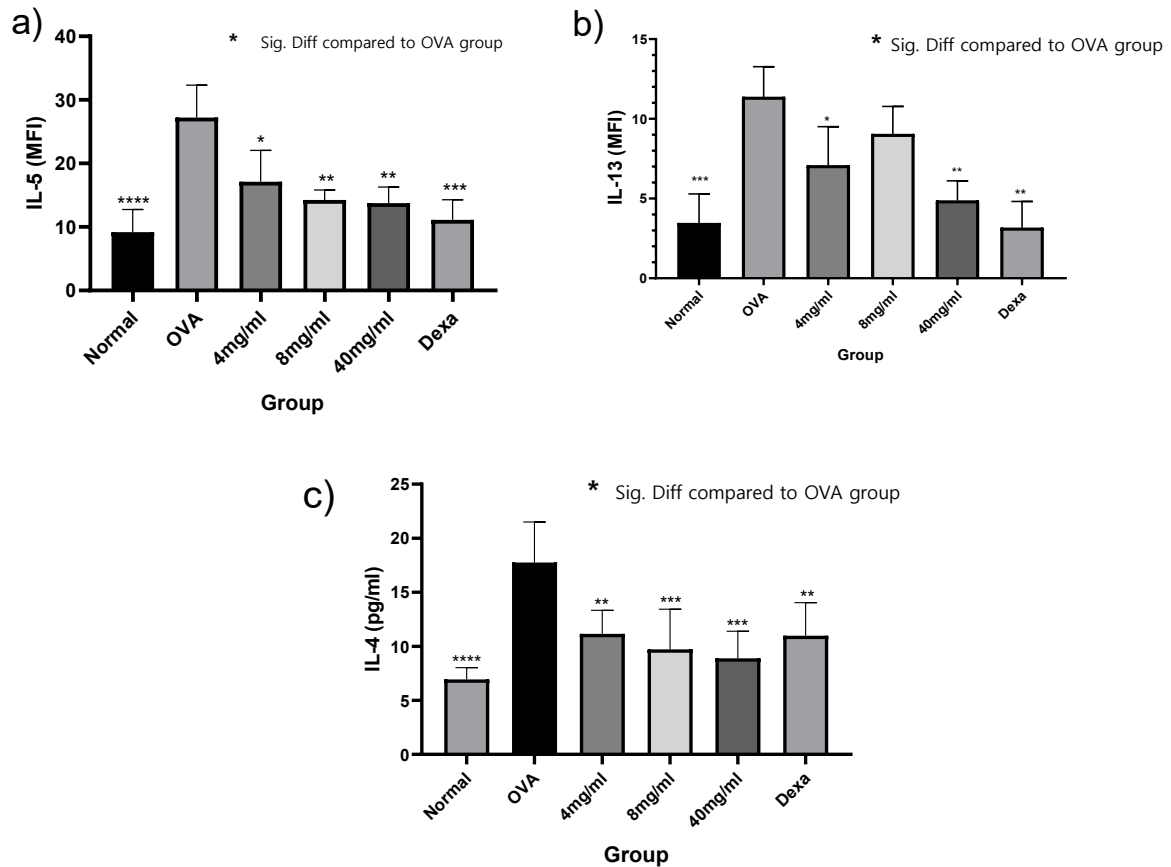 a)
* Sig. Diff compared to OVA group
IL-5 (MFI)
40
30
20
10
0
****
*
**
**
***
Normal
OVA
4mg/ml
8mg/ml
40mg/ml
Dexa
Group
b)
* Sig. Diff compared to OVA group
IL-13 (MFI)
15
10
5
0
***
*
**
**
Normal
OVA
4mg/ml
8mg/ml
40mg/ml
Dexa
Group
c)
* Sig. Diff compared to OVA group
IL-4 (pg/ml)
25
20
15
10
5
0
****
**
***
***
**
Normal
OVA
4mg/ml
8mg/ml
40mg/ml
Dexa
Group